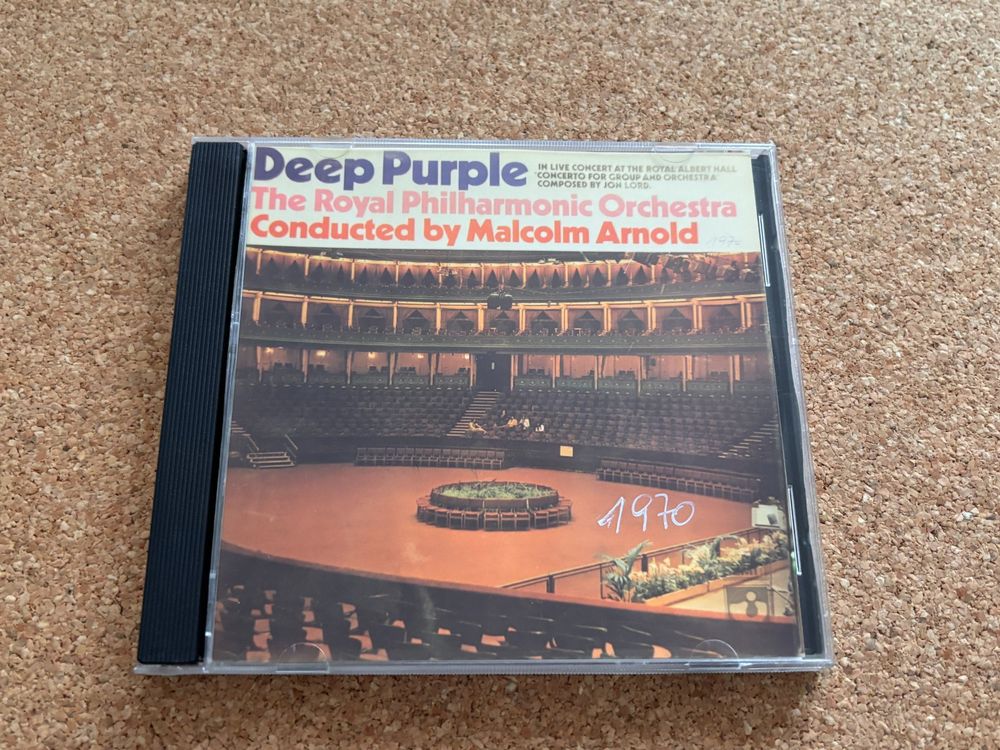 Deep Purple
IN LIVE CONCERT AT THE ROYAL ALBERT HALL
"CONCERTO FOR GROUP AND ORCHESTRA"
COMPOSED BY JON LORD.
The Royal Philharmonic Orchestra
Conducted by Malcolm Arnold
1970